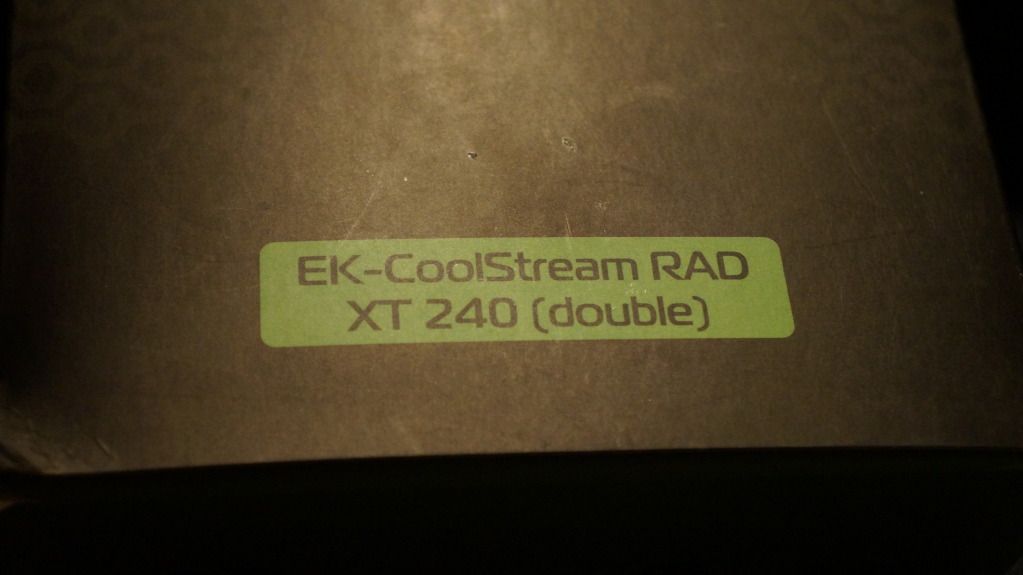 EK-CoolStream RAD
XT 240 (double)